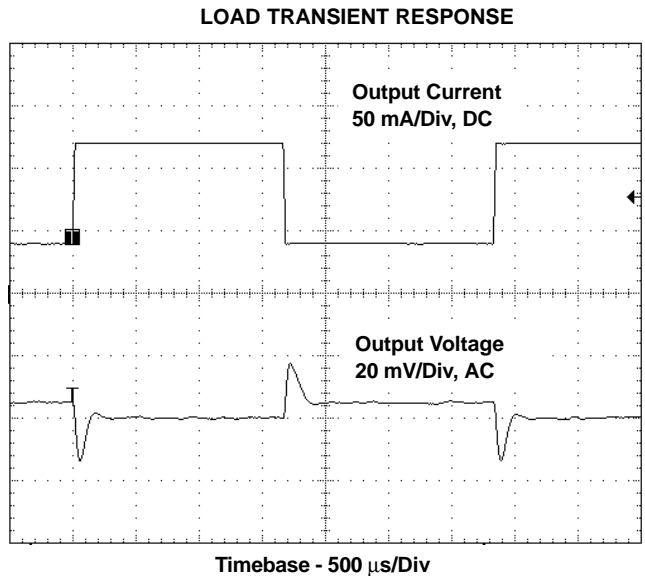 LOAD TRANSIENT RESPONSE
Output Current
50 mA/Div, DC
T
Output Voltage
20 mV/Div, AC
T
Timebase - 500 μs/Div